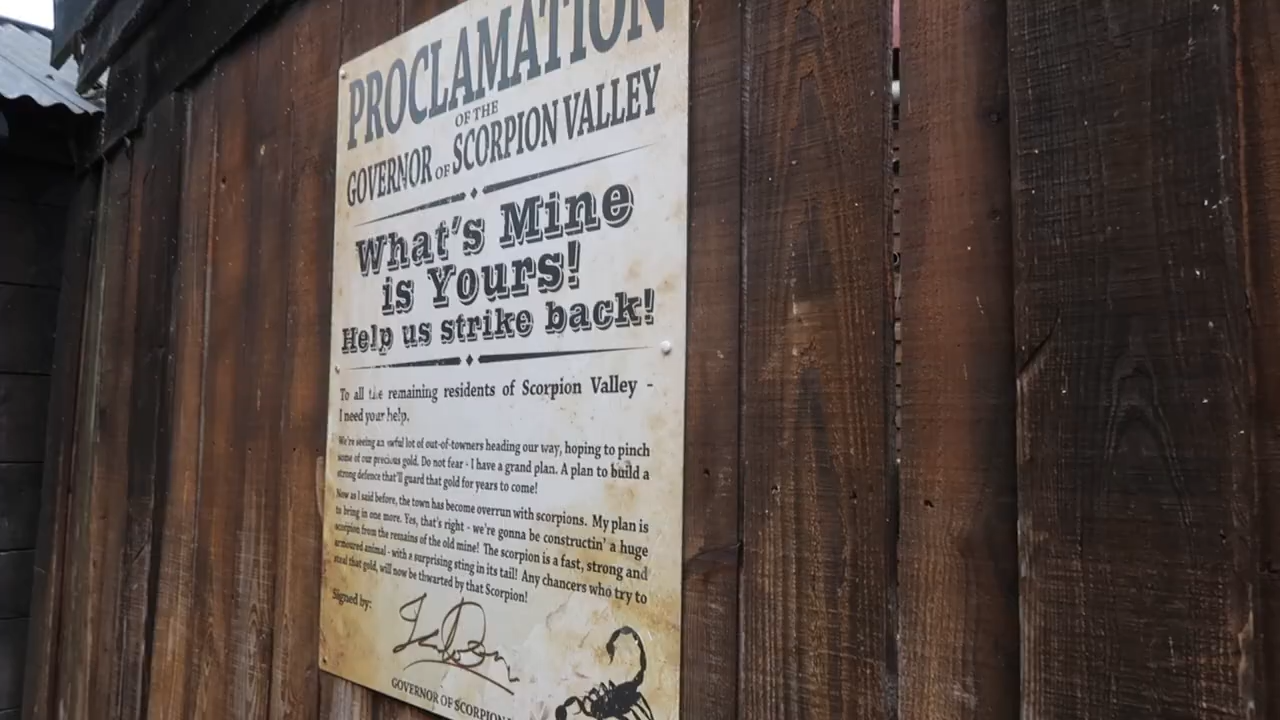 PROCLAMATION
OF THE
GOVERNOR OF SCORPION VALLEY
What's Mine
is Yours!
Help us strike back!
To all the remaining residents of Scorpion Valley -
I need your help.
We're seeing an awful lot of out-of-towners heading our way, hoping to pinch
some of our precious gold. Do not fear - I have a grand plan. A plan to build a
strong defence that'll guard that gold for years to come!
Now as I said before, the town has become overrun with scorpions. My plan is
to bring in one more. Yes, that's right - we're gonna be constructin' a huge
scorpion from the remains of the old mine! The scorpion is a fast, strong and
armoured animal - with a surprising sting in its tail! Any chancers who try to
steal that gold, will now be thwarted by that Scorpion!
Signed by:
GOVERNOR OF SCORPION